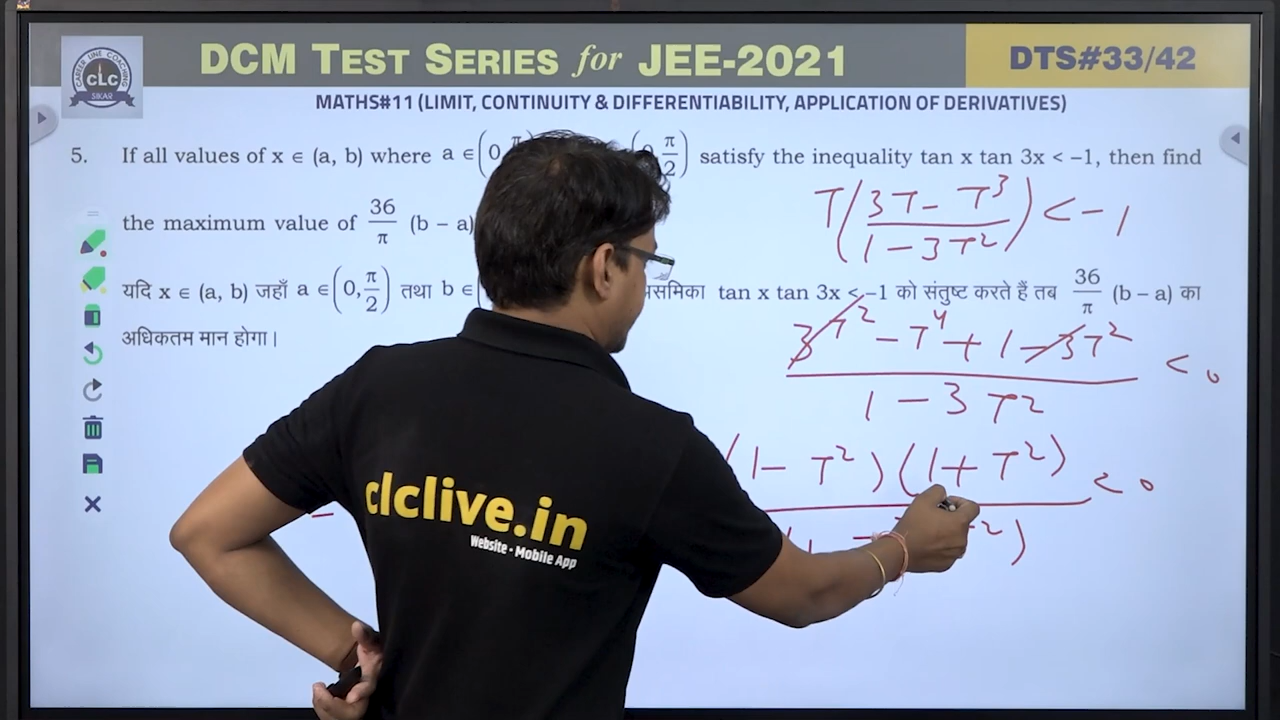 DCM TEST SERIES for JEE-2021
DTS#33/42
CAREER LINE COACHING
CLC
SIKAR
MATHS#11 (LIMIT, CONTINUITY & DIFFERENTIABILITY, APPLICATION OF DERIVATIVES)
5. If all values of x ∈ (a, b) where a ∈ (0, π/2) satisfy the inequality tan x tan 3x < –1, then find
the maximum value of 36/π (b – a)
T((3T - T³)/(1 - 3T²)) < -1
यदि x ∈ (a, b) जहाँ a ∈ (0, π/2) तथा b ∈ tan x tan 3x < –1 को संतुष्ट करते हैं तब 36/π (b – a) का
अधिकतम मान होगा।
(3T² - T⁴ + 1 - 3T²)/(1 - 3T²) < 0
(1 - T²)(1 + T²) < 0
clclive.in
Website • Mobile App